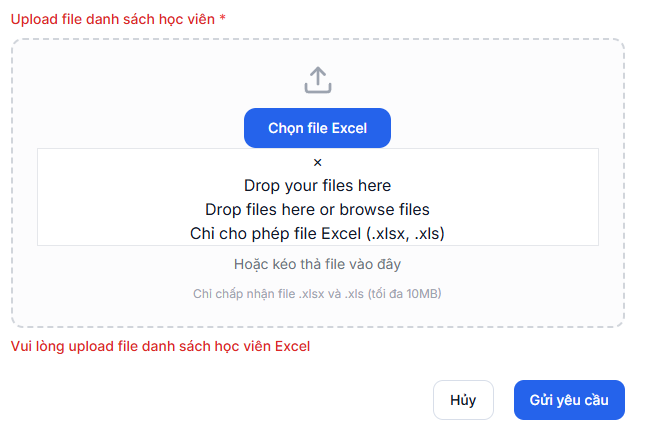 Upload file danh sách học viên *
Chọn file Excel
×
Drop your files here
Drop files here or browse files
Chỉ cho phép file Excel (.xlsx, .xls)
Hoặc kéo thả file vào đây
Chỉ chấp nhận file .xlsx và .xls (tối đa 10MB)
Vui lòng upload file danh sách học viên Excel
Hủy
Gửi yêu cầu